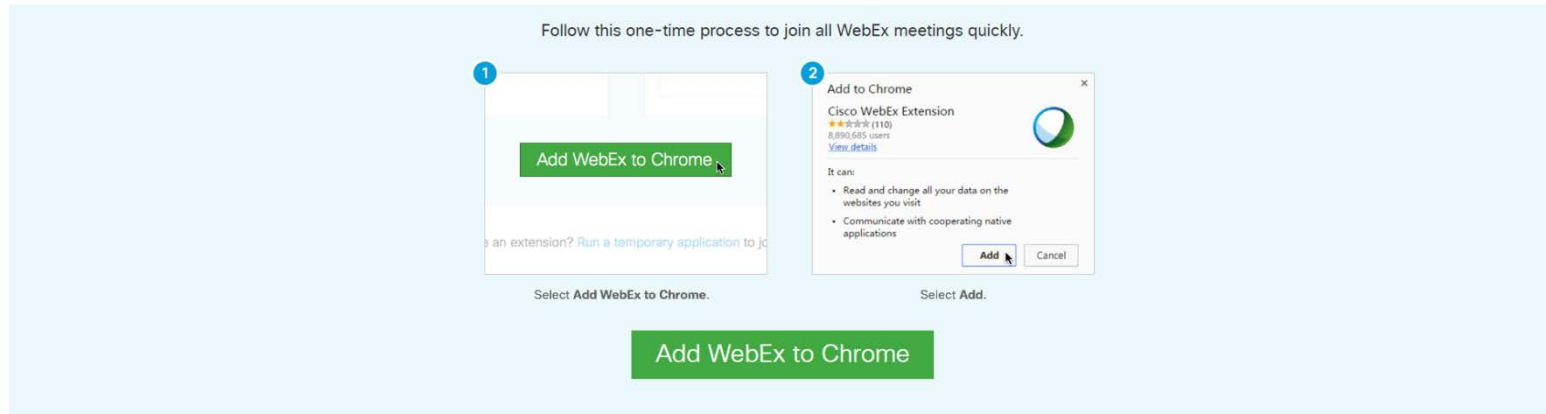 Follow this one-time process to join all WebEx meetings quickly.
1
Add WebEx to Chrome
an extension? Run a temporary application to
Select Add WebEx to Chrome.
2
Add to Chrome
×
Cisco WebEx Extension
★★☆☆☆ (110)
8,890,685 users
View details
It can:
• Read and change all your data on the
websites you visit
• Communicate with cooperating native
applications
Add
Cancel
Select Add.
Add WebEx to Chrome